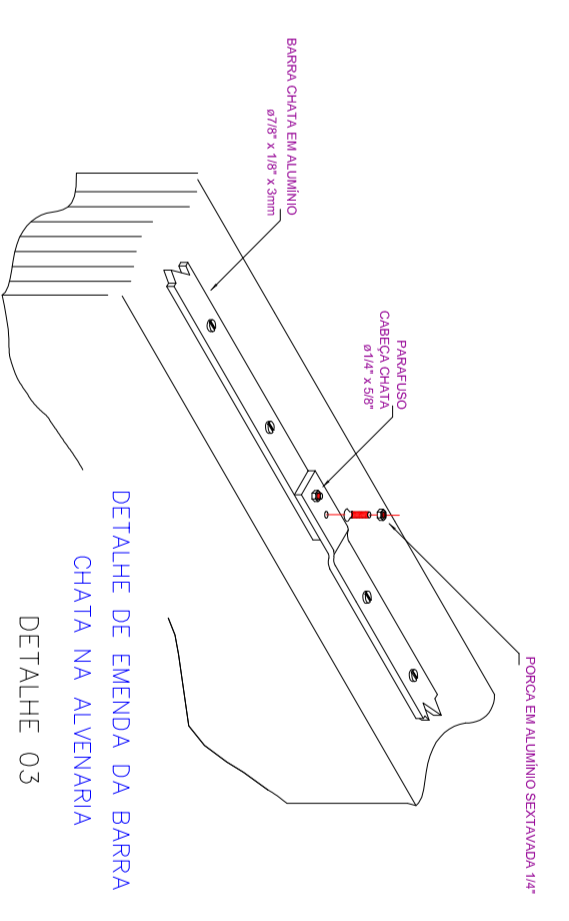 BARRA CHATA EM ALUMÍNIO
ø7/8" x 1/8" x 3mm
PARAFUSO
CABEÇA CHATA
ø1/4" x 5/8"
PORCA EM ALUMÍNIO SEXTAVADA 1/4"
DETALHE DE EMENDA DA BARRA
CHATA NA ALVENARIA
DETALHE 03